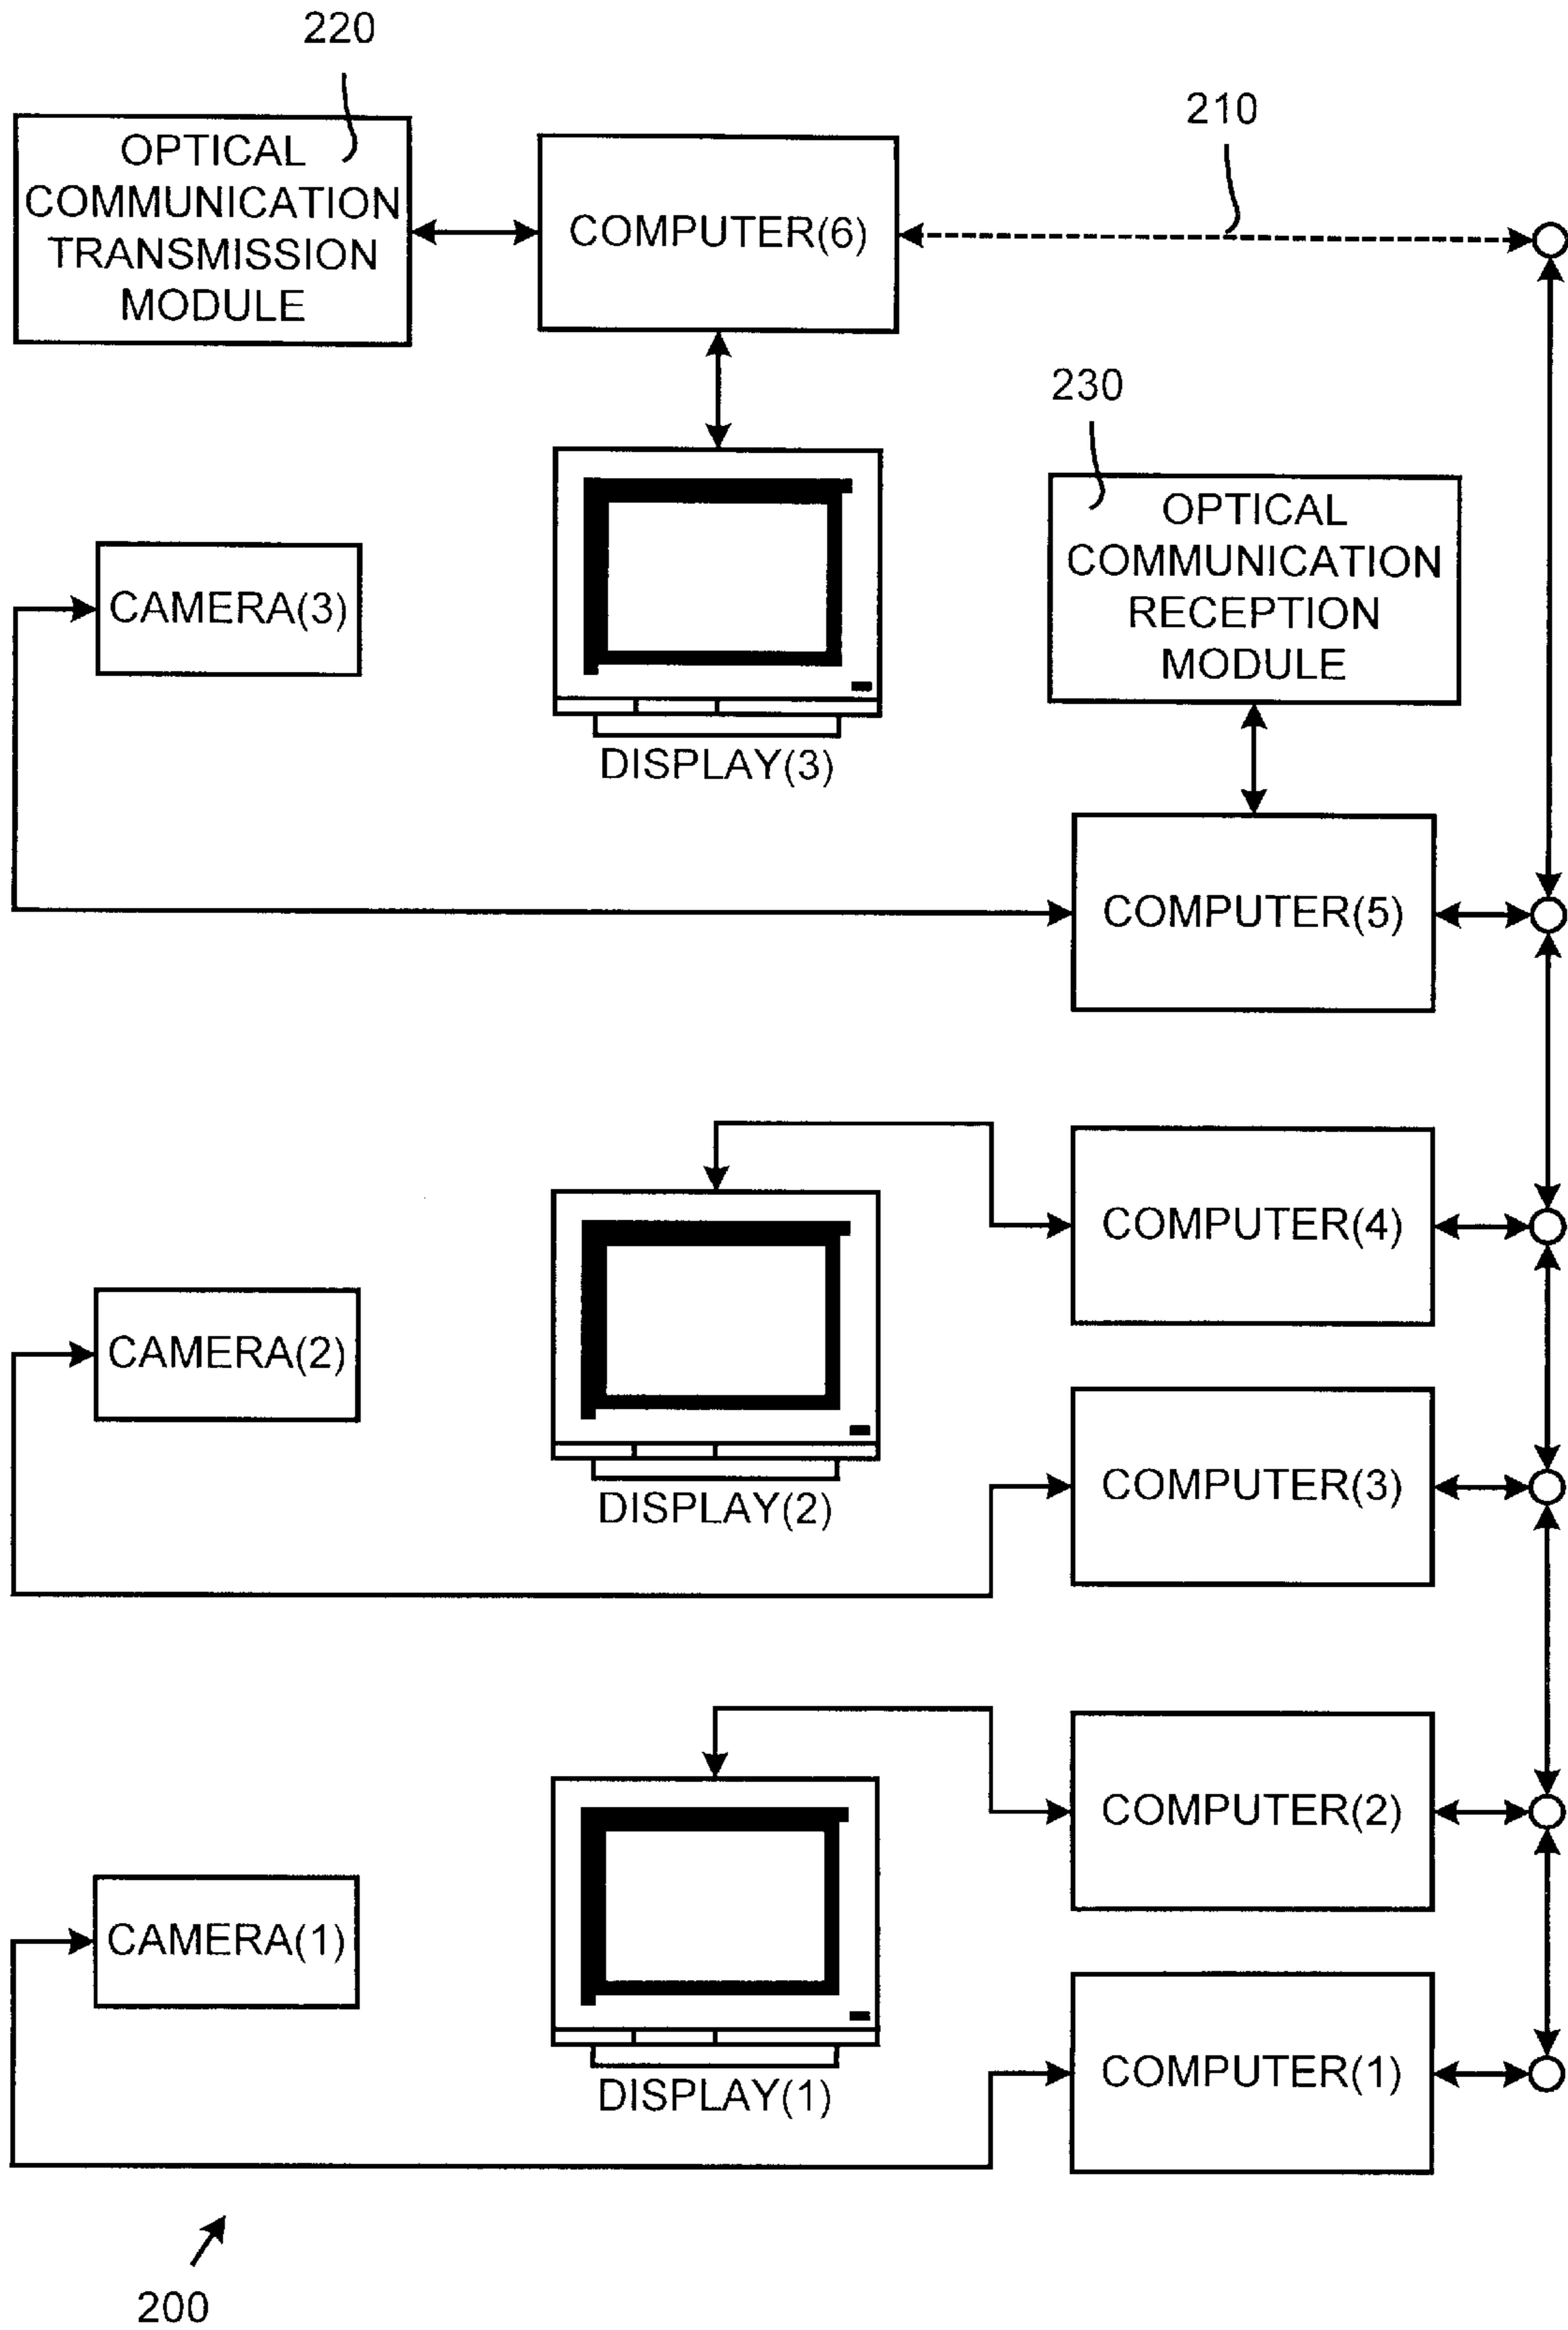 220
210
OPTICAL
COMMUNICATION
TRANSMISSION
MODULE
COMPUTER(6)
230
OPTICAL
COMMUNICATION
RECEPTION
MODULE
CAMERA(3)
DISPLAY(3)
COMPUTER(5)
COMPUTER(4)
CAMERA(2)
COMPUTER(3)
DISPLAY(2)
COMPUTER(2)
CAMERA(1)
COMPUTER(1)
DISPLAY(1)
200